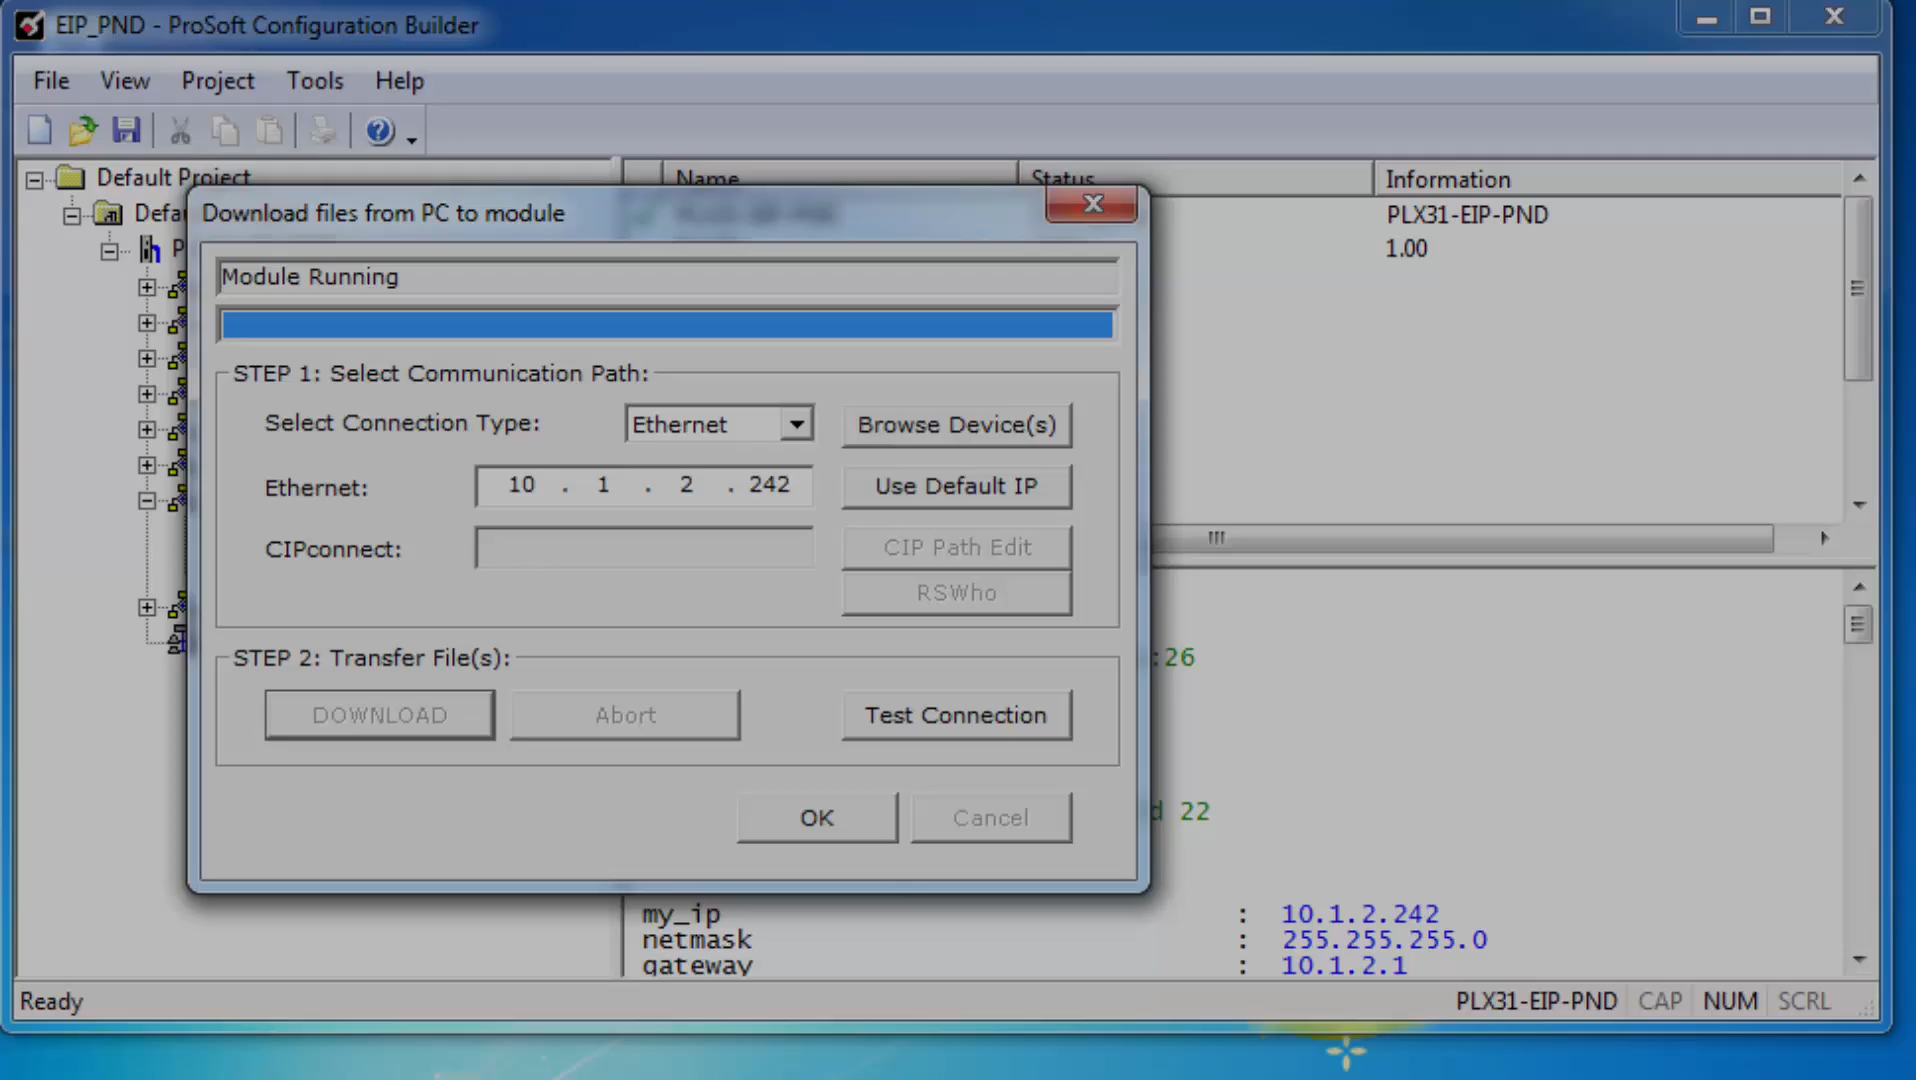 EIP_PND - ProSoft Configuration Builder
File View Project Tools Help
Default Project
Name Status Information
Download files from PC to module
PLX31-EIP-PND
1.00
Module Running
STEP 1: Select Communication Path:
Select Connection Type: Ethernet Browse Device(s)
Ethernet: 10 . 1 . 2 . 242 Use Default IP
CIPconnect: CIP Path Edit
RSWho
:26
STEP 2: Transfer File(s):
DOWNLOAD Abort Test Connection
OK Cancel
d 22
my_ip : 10.1.2.242
netmask : 255.255.255.0
gateway : 10.1.2.1
Ready PLX31-EIP-PND CAP NUM SCRL